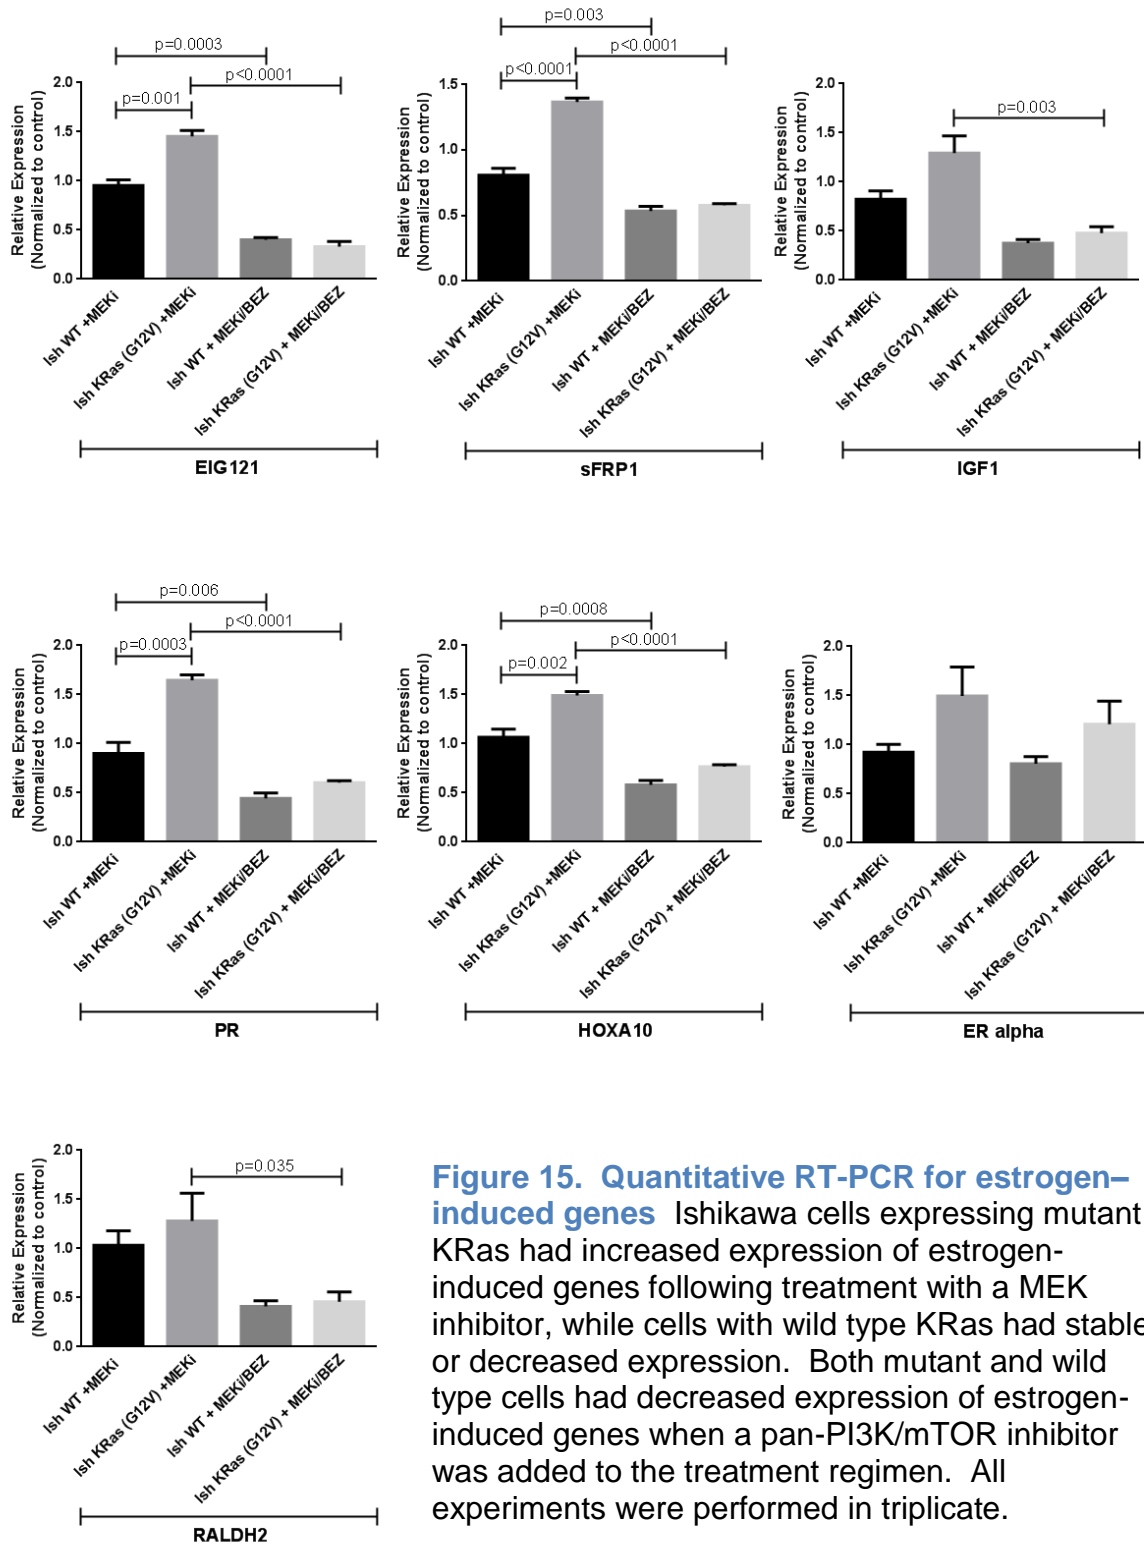 p=0.0003
p<0.0001
p=0.001
2.0
1.5
1.0
0.5
0.0
Relative Expression
(Normalized to control)
Ish WT +MEKi
Ish KRas (G12V) +MEKi
Ish WT + MEKi/BEZ
Ish KRas (G12V) + MEKi/BEZ
EIG121
p=0.003
p<0.0001
p<0.0001
1.5
1.0
0.5
0.0
Relative Expression
(Normalized to control)
Ish WT +MEKi
Ish KRas (G12V) +MEKi
Ish WT + MEKi/BEZ
Ish KRas (G12V) + MEKi/BEZ
sFRP1
p=0.003
2.0
1.5
1.0
0.5
0.0
Relative Expression
(Normalized to control)
Ish WT +MEKi
Ish KRas (G12V) +MEKi
Ish WT + MEKi/BEZ
Ish KRas (G12V) + MEKi/BEZ
IGF1
p=0.006
p<0.0001
p=0.0003
2.0
1.5
1.0
0.5
0.0
Relative Expression
(Normalized to control)
Ish WT +MEKi
Ish KRas (G12V) +MEKi
Ish WT + MEKi/BEZ
Ish KRas (G12V) + MEKi/BEZ
PR
p=0.0008
p<0.0001
p=0.002
2.0
1.5
1.0
0.5
0.0
Relative Expression
(Normalized to control)
Ish WT +MEKi
Ish KRas (G12V) +MEKi
Ish WT + MEKi/BEZ
Ish KRas (G12V) + MEKi/BEZ
HOXA10
2.0
1.5
1.0
0.5
0.0
Relative Expression
(Normalized to control)
Ish WT +MEKi
Ish KRas (G12V) +MEKi
Ish WT + MEKi/BEZ
Ish KRas (G12V) + MEKi/BEZ
ER alpha
p=0.035
2.0
1.5
1.0
0.5
0.0
Relative Expression
(Normalized to control)
Ish WT +MEKi
Ish KRas (G12V) +MEKi
Ish WT + MEKi/BEZ
Ish KRas (G12V) + MEKi/BEZ
RALDH2
Figure 15. Quantitative RT-PCR for estrogen–
induced genes Ishikawa cells expressing mutant
KRas had increased expression of estrogen-
induced genes following treatment with a MEK
inhibitor, while cells with wild type KRas had stable
or decreased expression. Both mutant and wild
type cells had decreased expression of estrogen-
induced genes when a pan-PI3K/mTOR inhibitor
was added to the treatment regimen. All
experiments were performed in triplicate.